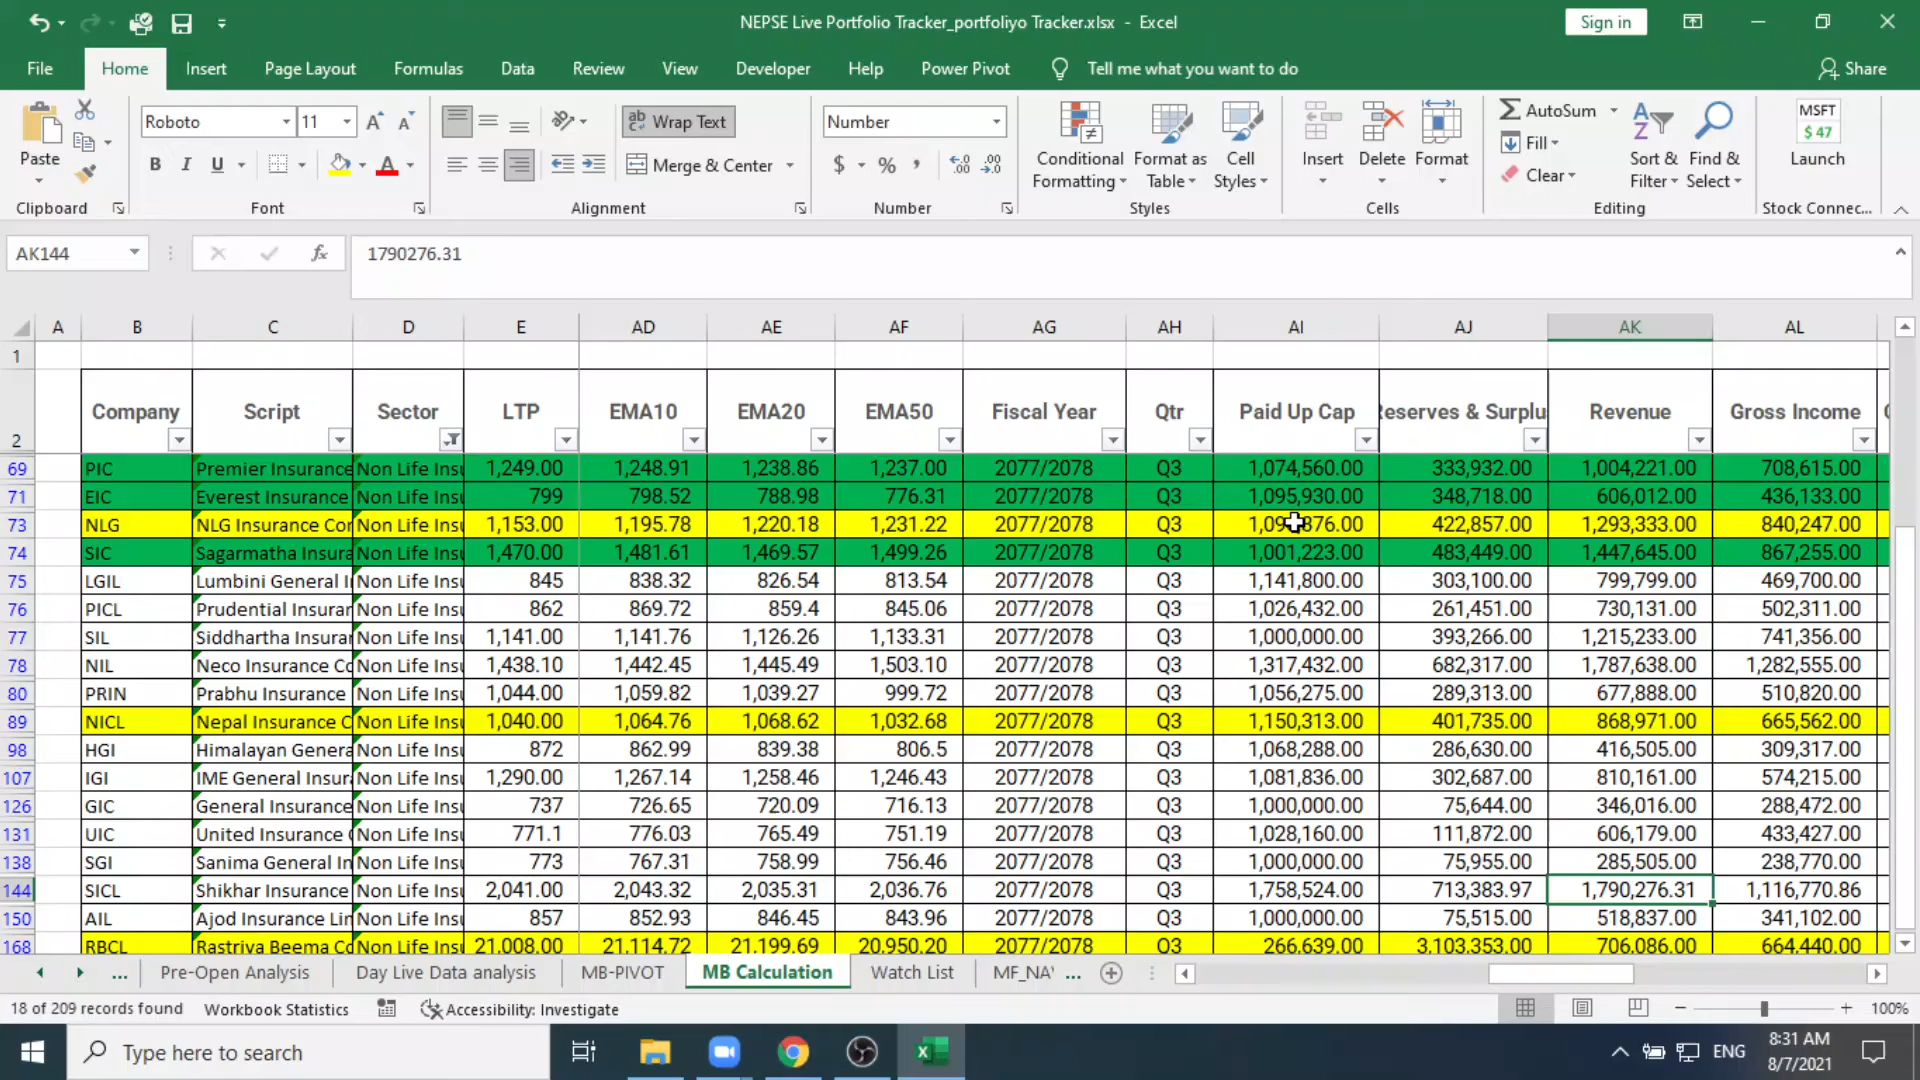 NEPSE Live Portfolio Tracker_portfoliyo Tracker.xlsx - Excel
Sign in
File Home Insert Page Layout Formulas Data Review View Developer Help Power Pivot Tell me what you want to do Share
Paste
Clipboard
Roboto 11
B I U
Font
Wrap Text
Merge & Center
Alignment
Number
$ % ,
Number
Conditional Formatting
Format as Table
Cell Styles
Styles
Insert Delete Format
Cells
AutoSum
Fill
Clear
Sort & Filter
Find & Select
Editing
MSFT
$ 47
Launch
Stock Connec...
AK144 fx 1790276.31
A B C D E AD AE AF AG AH AI AJ AK AL
1
2 Company Script Sector LTP EMA10 EMA20 EMA50 Fiscal Year Qtr Paid Up Cap Reserves & Surplu Revenue Gross Income
69 PIC Premier Insurance Non Life Insu 1,249.00 1,248.91 1,238.86 1,237.00 2077/2078 Q3 1,074,560.00 333,932.00 1,004,221.00 708,615.00
71 EIC Everest Insurance Non Life Insu 799 798.52 788.98 776.31 2077/2078 Q3 1,095,930.00 348,718.00 606,012.00 436,133.00
73 NLG NLG Insurance Con Non Life Insu 1,153.00 1,195.78 1,220.18 1,231.22 2077/2078 Q3 422,857.00 1,293,333.00 840,247.00
74 SIC Sagarmatha Insura Non Life Insu 1,470.00 1,481.61 1,469.57 1,499.26 2077/2078 Q3 1,001,223.00 483,449.00 1,447,645.00 867,255.00
75 LGIL Lumbini General I Non Life Insu 845 838.32 826.54 813.54 2077/2078 Q3 1,141,800.00 303,100.00 799,799.00 469,700.00
76 PICL Prudential Insurar Non Life Insu 862 869.72 859.4 845.06 2077/2078 Q3 1,026,432.00 261,451.00 730,131.00 502,311.00
77 SIL Siddhartha Insurar Non Life Insu 1,141.00 1,141.76 1,126.26 1,133.31 2077/2078 Q3 1,000,000.00 393,266.00 1,215,233.00 741,356.00
78 NIL Neco Insurance Co Non Life Insu 1,438.10 1,442.45 1,445.49 1,503.10 2077/2078 Q3 1,317,432.00 682,317.00 1,787,638.00 1,282,555.00
80 PRIN Prabhu Insurance Non Life Insu 1,044.00 1,059.82 1,039.27 999.72 2077/2078 Q3 1,056,275.00 289,313.00 677,888.00 510,820.00
89 NICL Nepal Insurance C Non Life Insu 1,040.00 1,064.76 1,068.62 1,032.68 2077/2078 Q3 1,150,313.00 401,735.00 868,971.00 665,562.00
98 HGI Himalayan Genera Non Life Insu 872 862.99 839.38 806.5 2077/2078 Q3 1,068,288.00 286,630.00 416,505.00 309,317.00
107 IGI IME General Insur Non Life Insu 1,290.00 1,267.14 1,258.46 1,246.43 2077/2078 Q3 1,081,836.00 302,687.00 810,161.00 574,215.00
126 GIC General Insurance Non Life Insu 737 726.65 720.09 716.13 2077/2078 Q3 1,000,000.00 75,644.00 346,016.00 288,472.00
131 UIC United Insurance Non Life Insu 771.1 776.03 765.49 751.19 2077/2078 Q3 1,028,160.00 111,872.00 606,179.00 433,427.00
138 SGI Sanima General In Non Life Insu 773 767.31 758.99 756.46 2077/2078 Q3 1,000,000.00 75,955.00 285,505.00 238,770.00
144 SICL Shikhar Insurance Non Life Insu 2,041.00 2,043.32 2,035.31 2,036.76 2077/2078 Q3 1,758,524.00 713,383.97 1,790,276.31 1,116,770.86
150 AIL Ajod Insurance Lin Non Life Insu 857 852.93 846.45 843.96 2077/2078 Q3 1,000,000.00 75,515.00 518,837.00 341,102.00
168 RBCL Rastriya Beema Co Non Life Insu 21,008.00 21,114.72 21,199.69 20,950.20 2077/2078 Q3 266,639.00 3,103,353.00 706,086.00 664,440.00
... Pre-Open Analysis Day Live Data analysis MB-PIVOT MB Calculation Watch List MF_NAV ...
18 of 209 records found Workbook Statistics Accessibility: Investigate 100%
Type here to search ENG 8:31 AM
8/7/2021